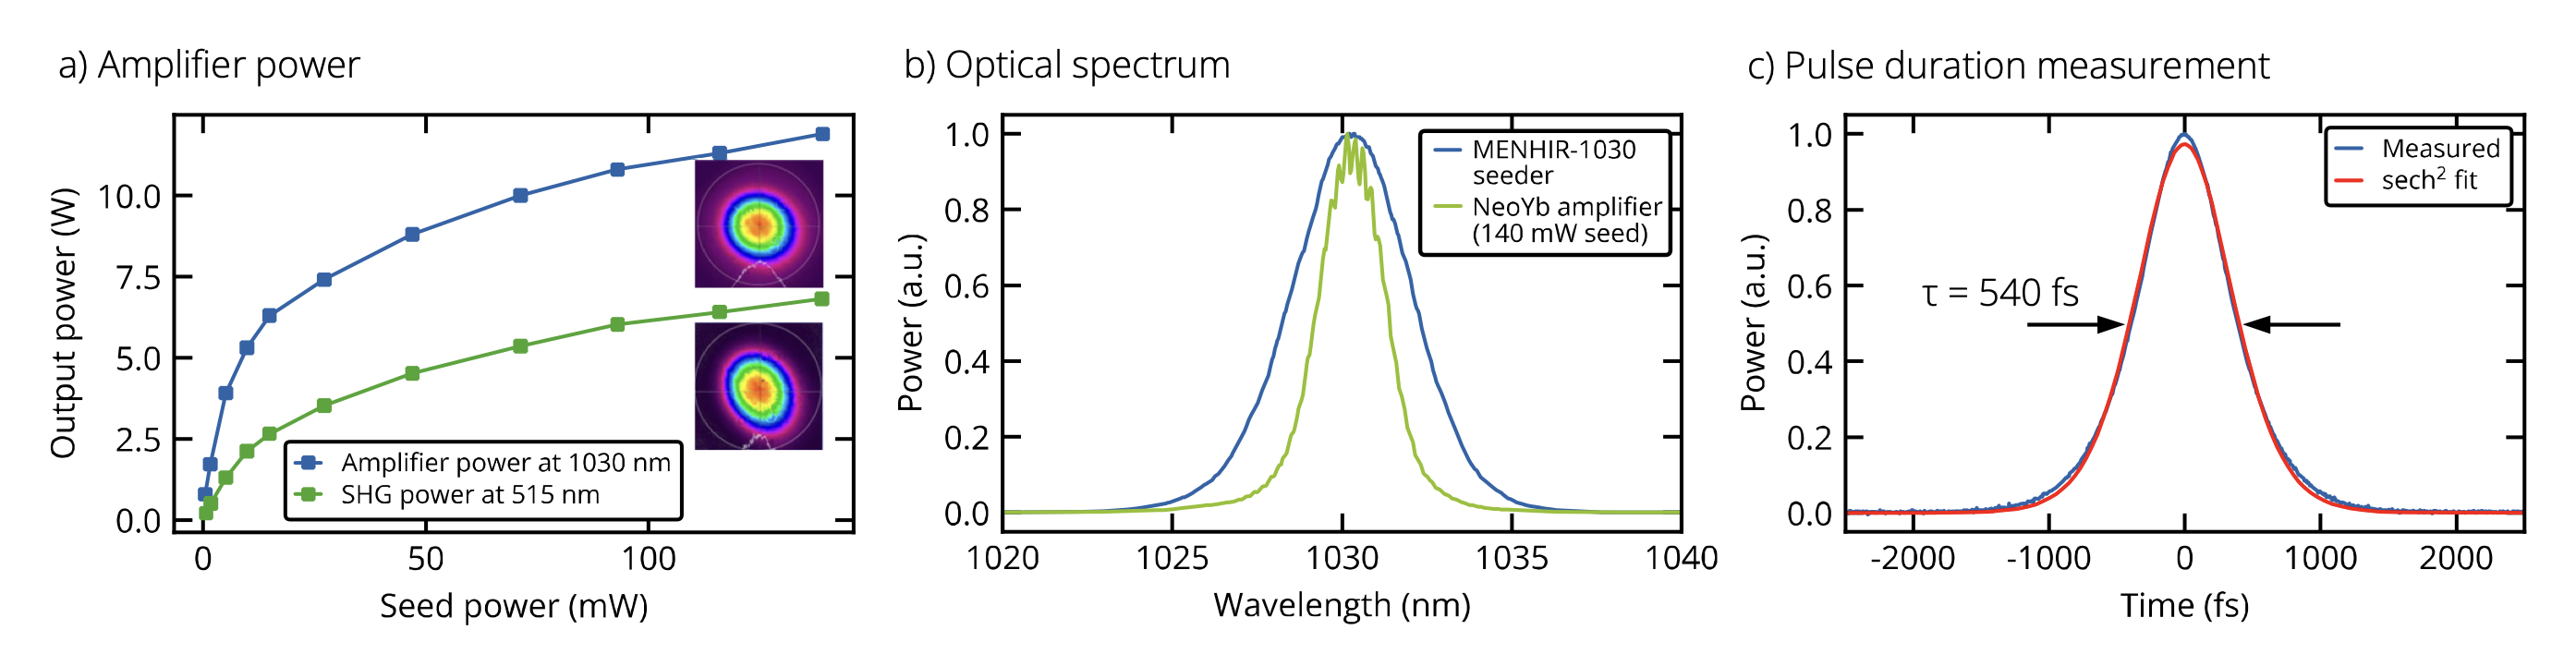 a) Amplifier power
Output power (W)
10.0
7.5
5.0
2.5
0.0
0
50
100
Seed power (mW)
Amplifier power at 1030 nm
SHG power at 515 nm
b) Optical spectrum
Power (a.u.)
1.0
0.8
0.6
0.4
0.2
0.0
1020
1025
1030
1035
1040
Wavelength (nm)
MENHIR-1030
seeder
NeoYb amplifier
(140 mW seed)
c) Pulse duration measurement
Power (a.u.)
1.0
0.8
0.6
0.4
0.2
0.0
-2000
-1000
0
1000
2000
Time (fs)
Measured
sech² fit
τ = 540 fs